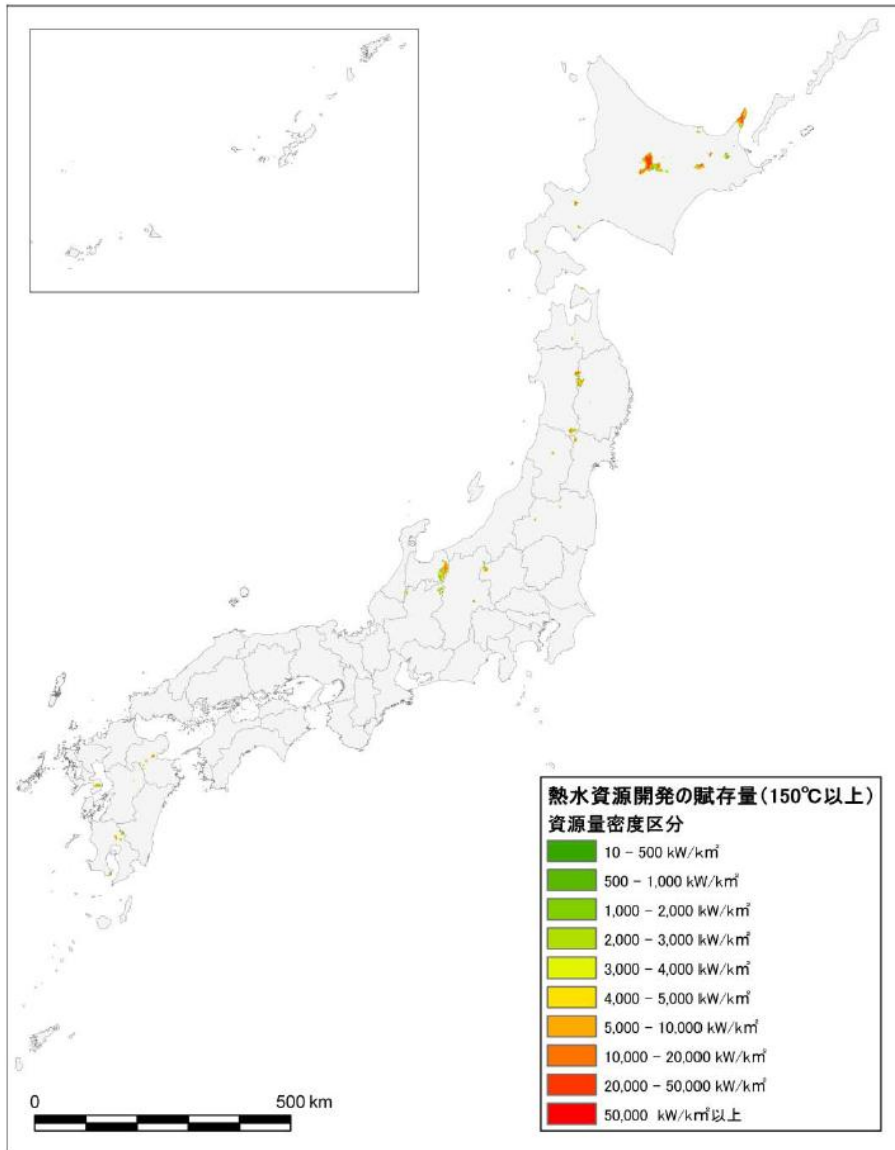 熱水資源開発の賦存量(150℃以上)
資源量密度区分
10 - 500 kW/k㎡
500 - 1,000 kW/k㎡
1,000 - 2,000 kW/k㎡
2,000 - 3,000 kW/k㎡
3,000 - 4,000 kW/k㎡
4,000 - 5,000 kW/k㎡
5,000 - 10,000 kW/k㎡
10,000 - 20,000 kW/k㎡
20,000 - 50,000 kW/k㎡
50,000 kW/k㎡以上
0 500 km